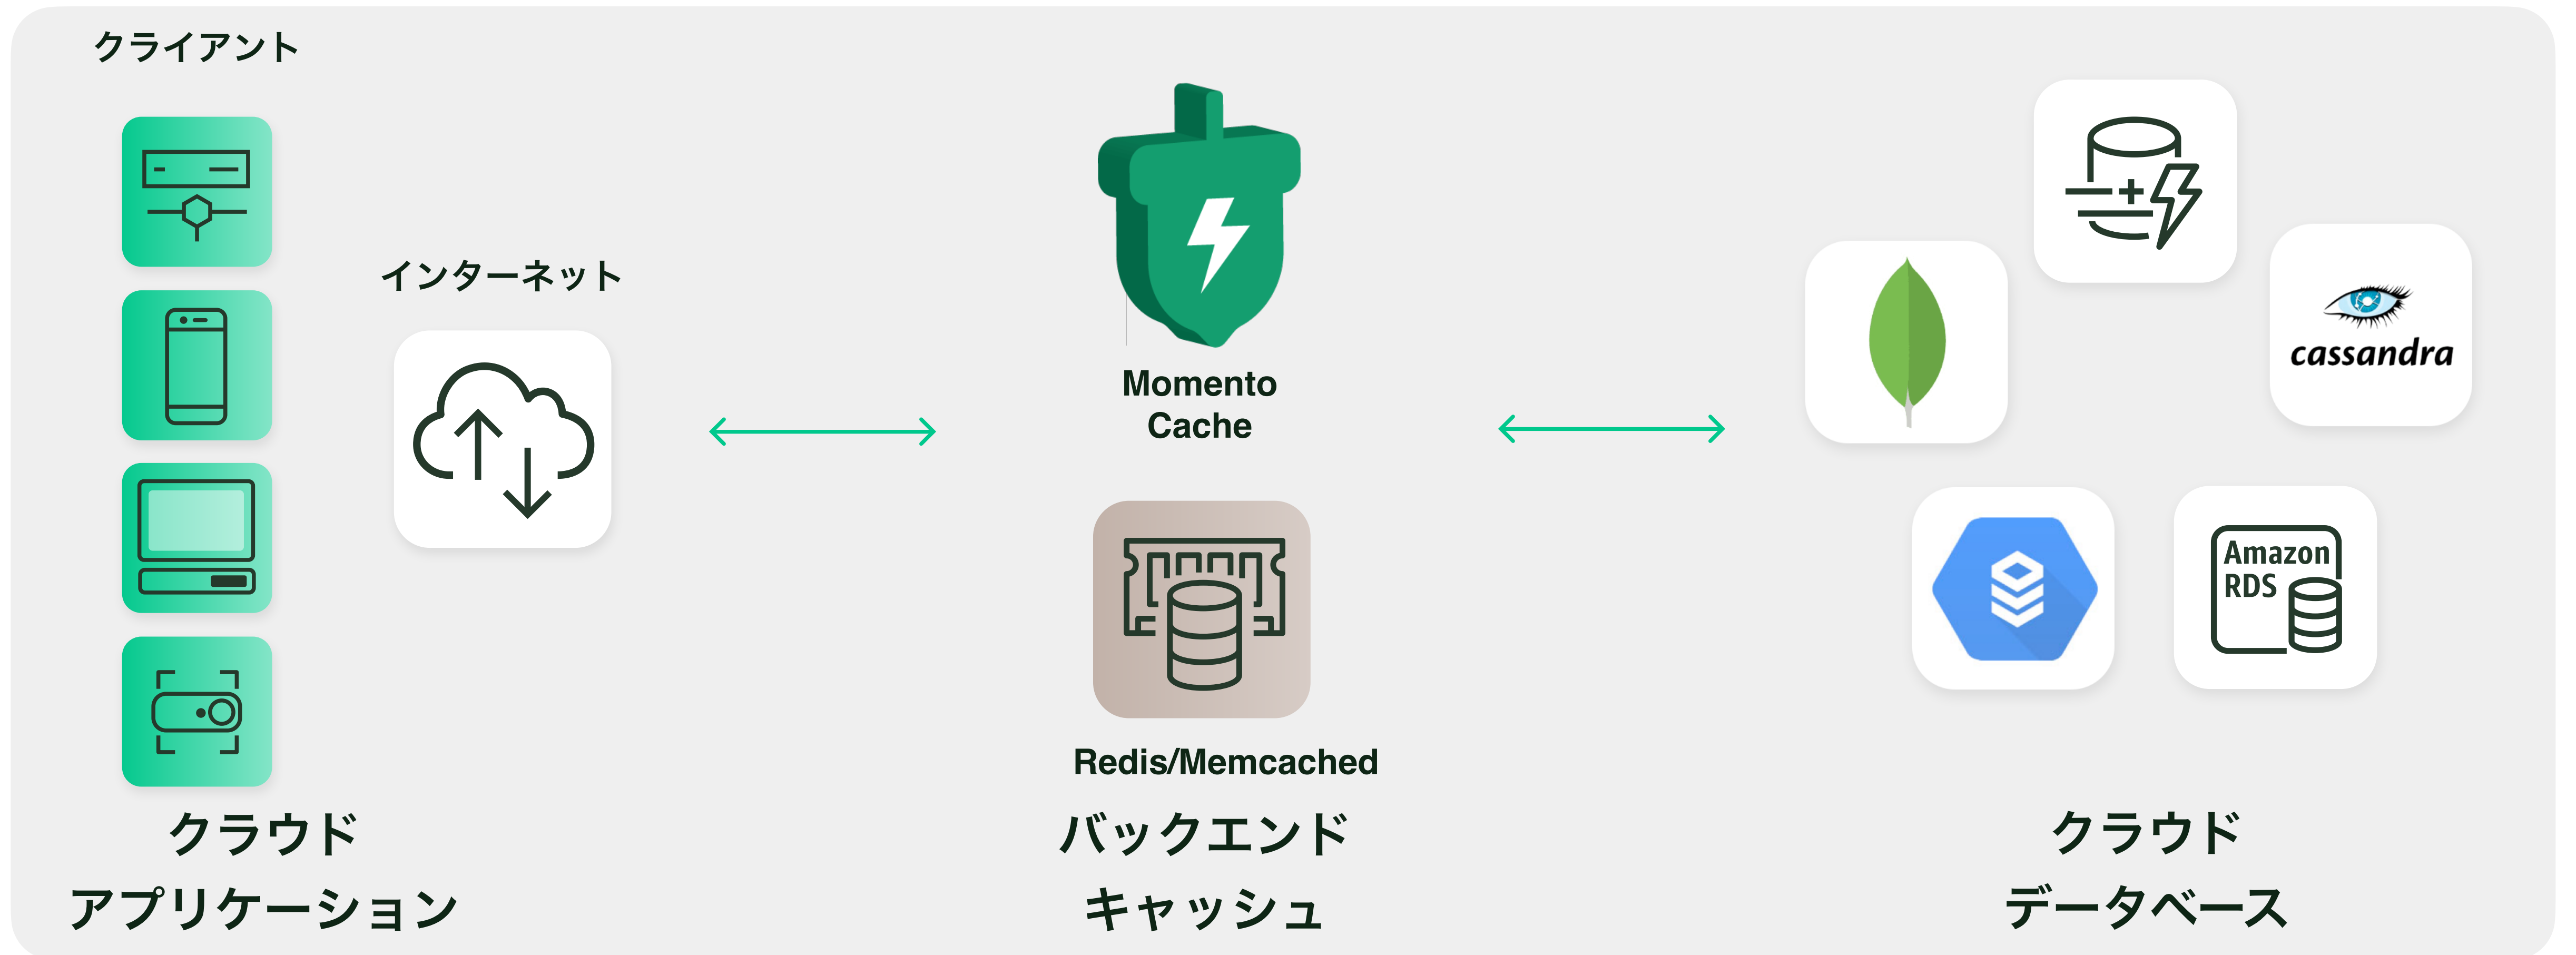 クライアント
インターネット
クラウド
アプリケーション
Momento
Cache
Redis/Memcached
バックエンド
キャッシュ
cassandra
Amazon
RDS
クラウド
データベース